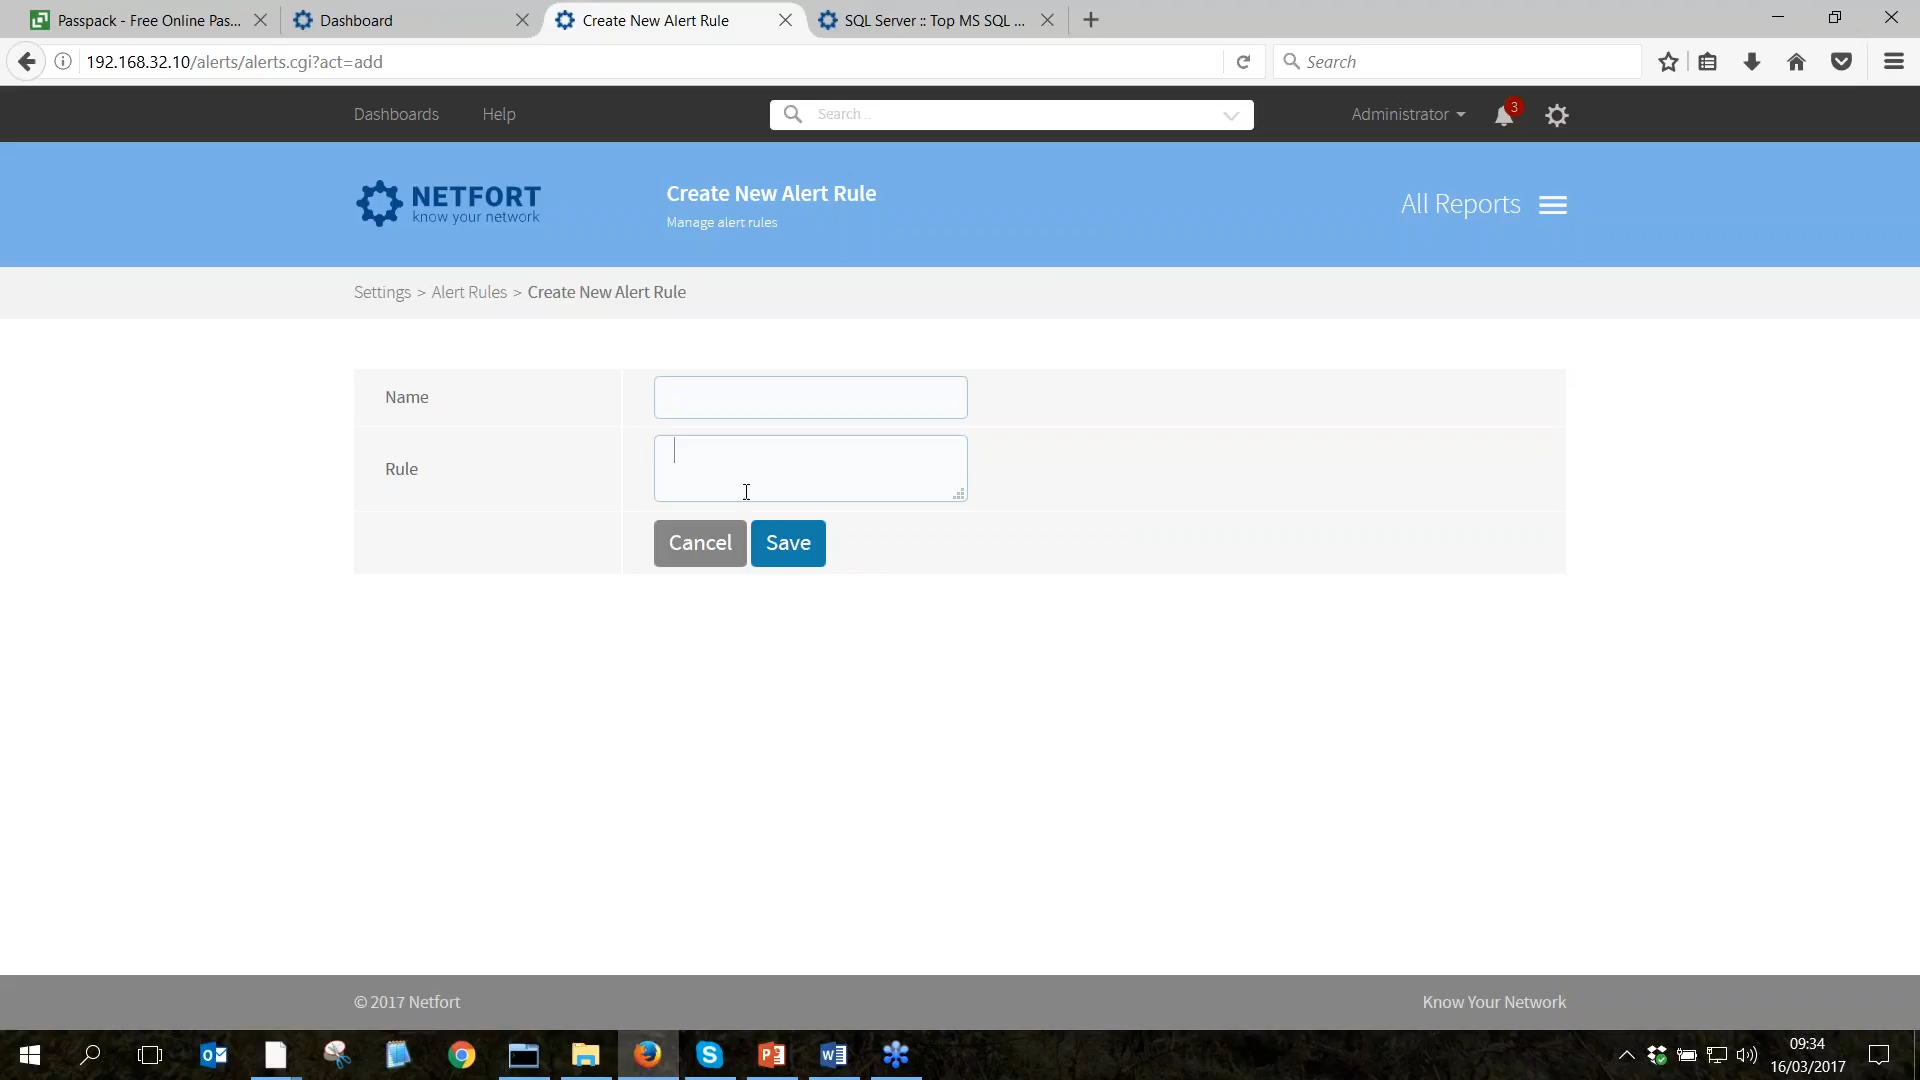 Passpack - Free Online Pas...
Dashboard
Create New Alert Rule
SQL Server :: Top MS SQL ...
192.168.32.10/alerts/alerts.cgi?act=add
Search
Dashboards
Help
Search ..
Administrator
3
NETFORT
know your network
Create New Alert Rule
Manage alert rules
All Reports
Settings > Alert Rules > Create New Alert Rule
Name
Rule
Cancel
Save
© 2017 Netfort
Know Your Network
09:34
16/03/2017